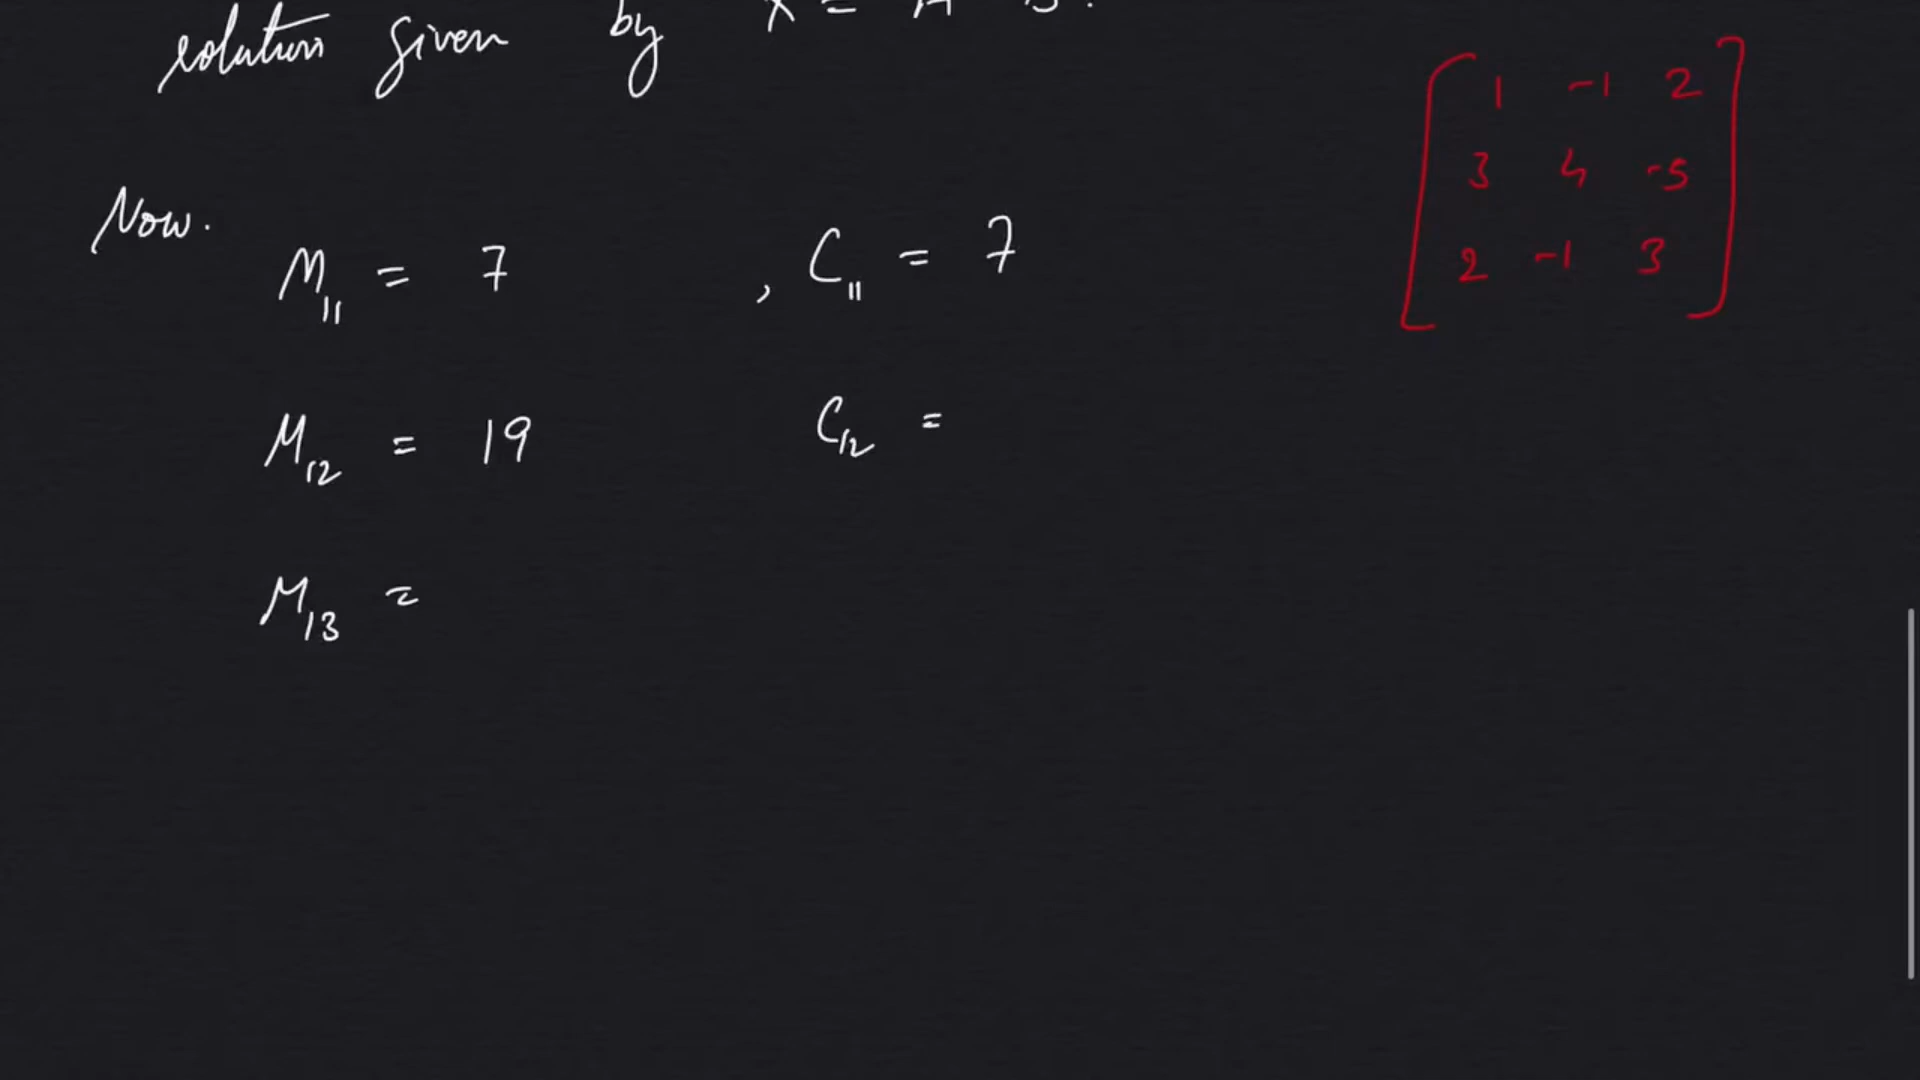 solution given by X =
1 -1 2
3 4 -5
2 -1 3
Now.
M11 = 7 , C11 = 7
M12 = 19 C12 =
M13 =